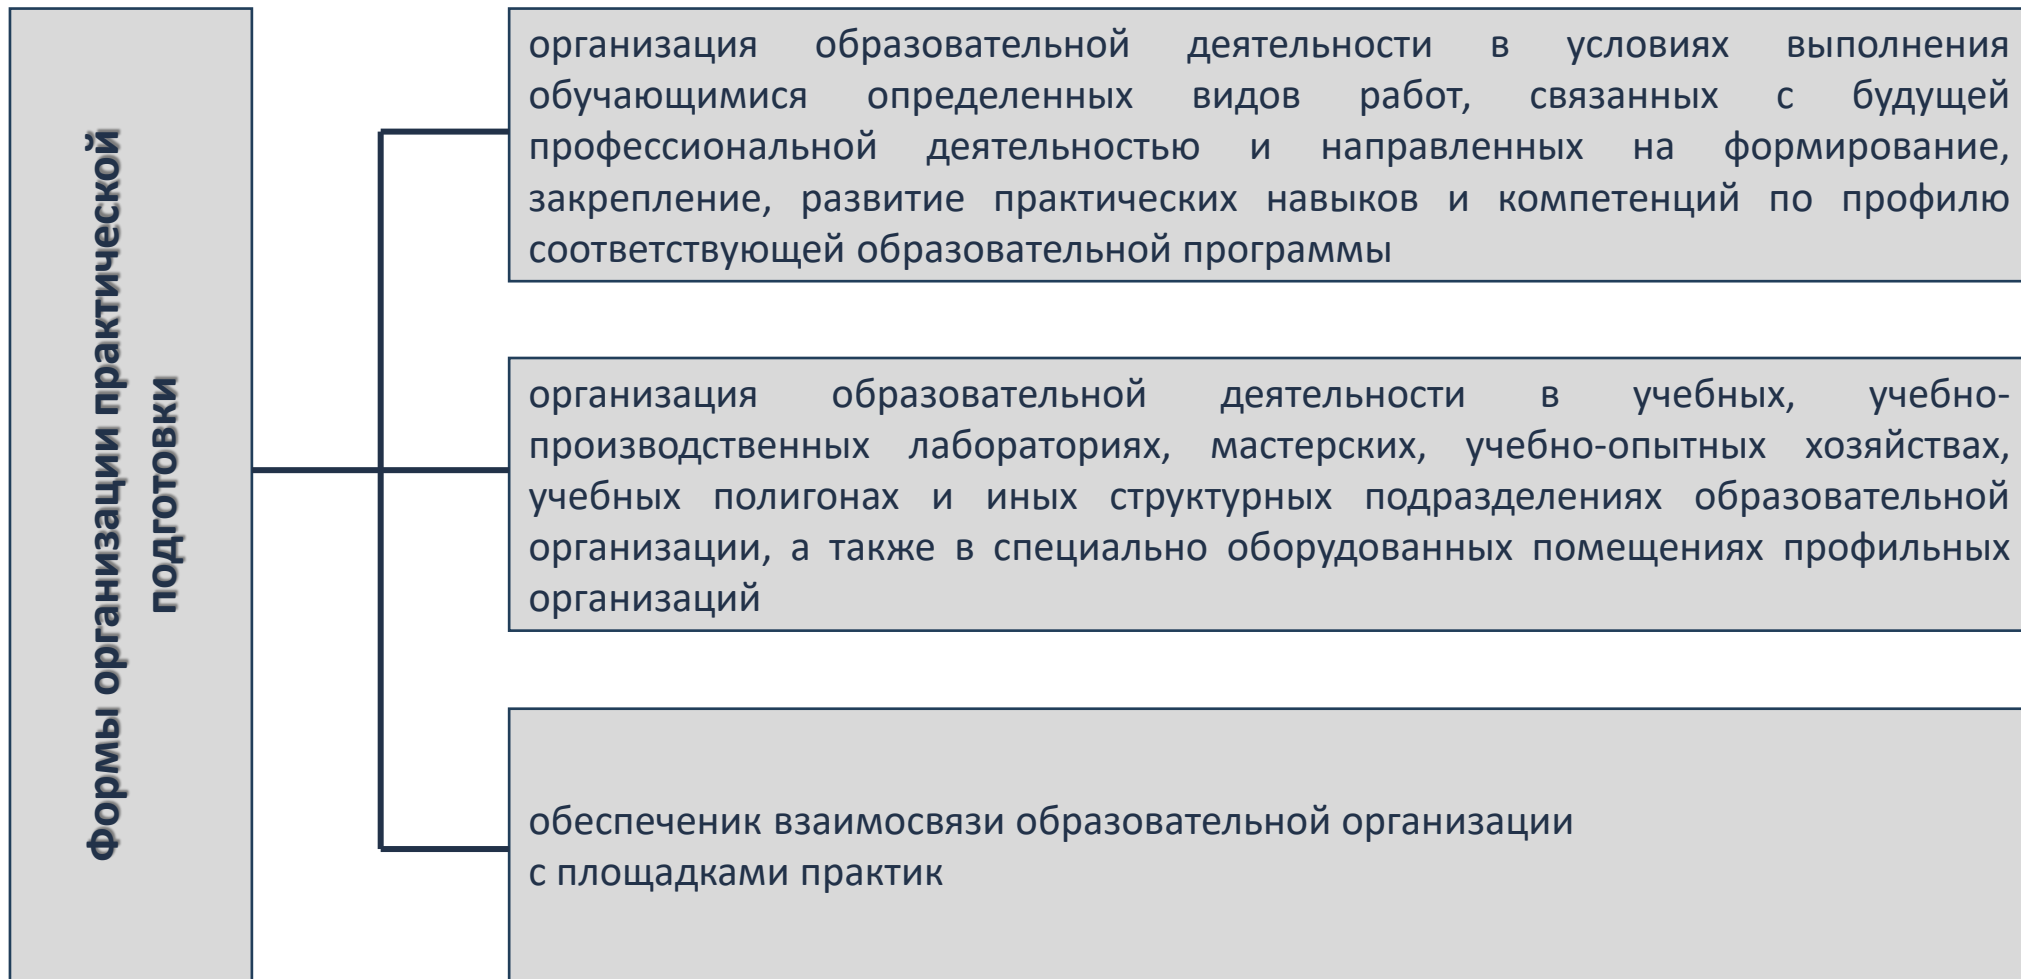 Формы организации практической
подготовки
организация образовательной деятельности в условиях выполнения
обучающимися определенных видов работ, связанных с будущей
профессиональной деятельностью и направленных на формирование,
закрепление, развитие практических навыков и компетенций по профилю
соответствующей образовательной программы
организация образовательной деятельности в учебных, учебно-
производственных лабораториях, мастерских, учебно-опытных хозяйствах,
учебных полигонах и иных структурных подразделениях образовательной
организации, а также в специально оборудованных помещениях профильных
организаций
обеспеченик взаимосвязи образовательной организации
с площадками практик